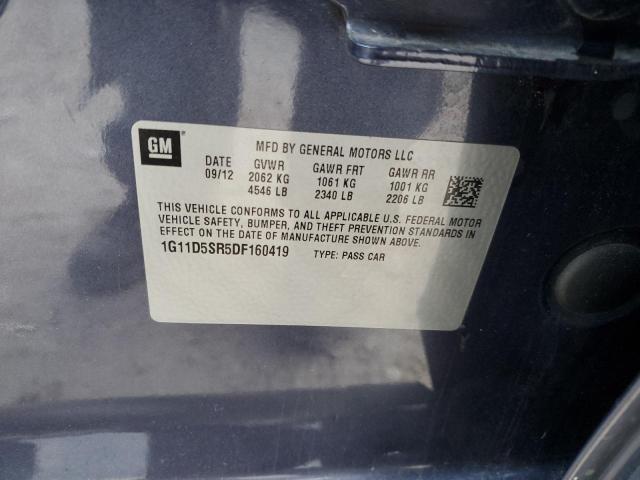 GM
MFD BY GENERAL MOTORS LLC
DATE GVWR GAWR FRT GAWR RR
09/12 2062 KG 1061 KG 1001 KG
4546 LB 2340 LB 2206 LB
THIS VEHICLE CONFORMS TO ALL APPLICABLE U.S. FEDERAL MOTOR
VEHICLE SAFETY, BUMPER, AND THEFT PREVENTION STANDARDS IN
EFFECT ON THE DATE OF MANUFACTURE SHOWN ABOVE.
1G11D5SR5DF160419 TYPE: PASS CAR